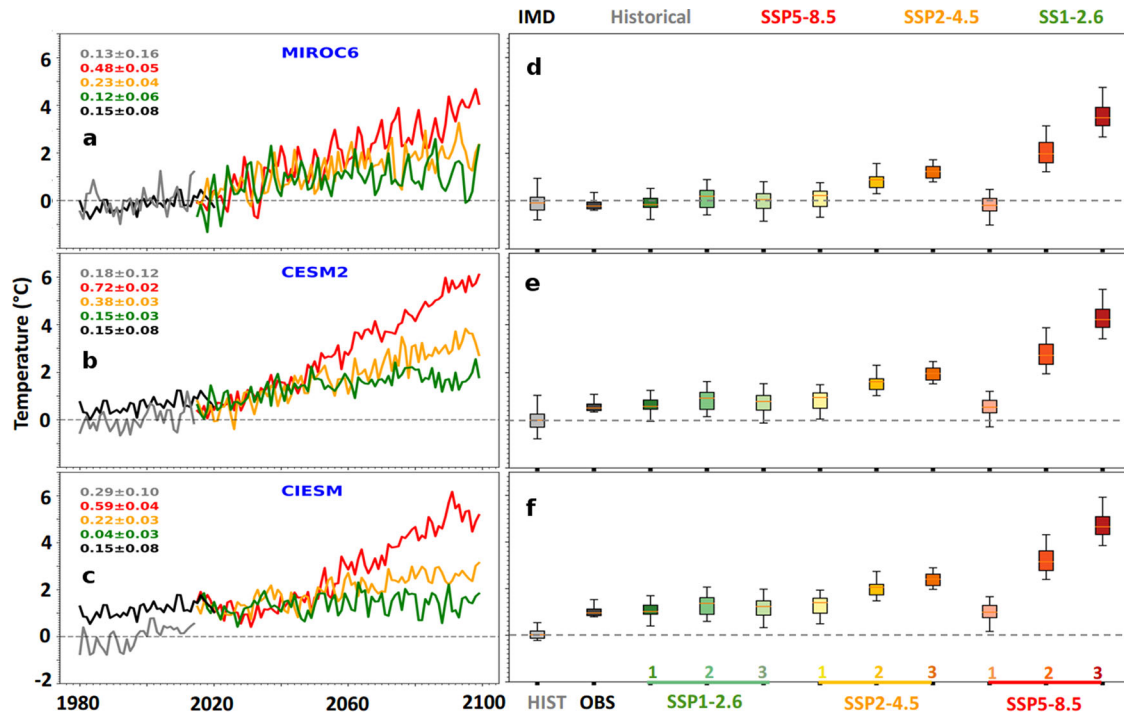 IMD Historical SSP5-8.5 SSP2-4.5 SS1-2.6
Temperature (°C)
6
4
2
0
MIROC6
0.13±0.16
0.48±0.05
0.23±0.04
0.12±0.06
0.15±0.08
a
d
6
4
2
0
CESM2
0.18±0.12
0.72±0.02
0.38±0.03
0.15±0.03
0.15±0.08
b
e
6
4
2
0
-2
CIESM
0.29±0.10
0.59±0.04
0.22±0.03
0.04±0.03
0.15±0.08
c
f
1 2 3 1 2 3 1 2 3
1980 2020 2060 2100
HIST OBS SSP1-2.6 SSP2-4.5 SSP5-8.5